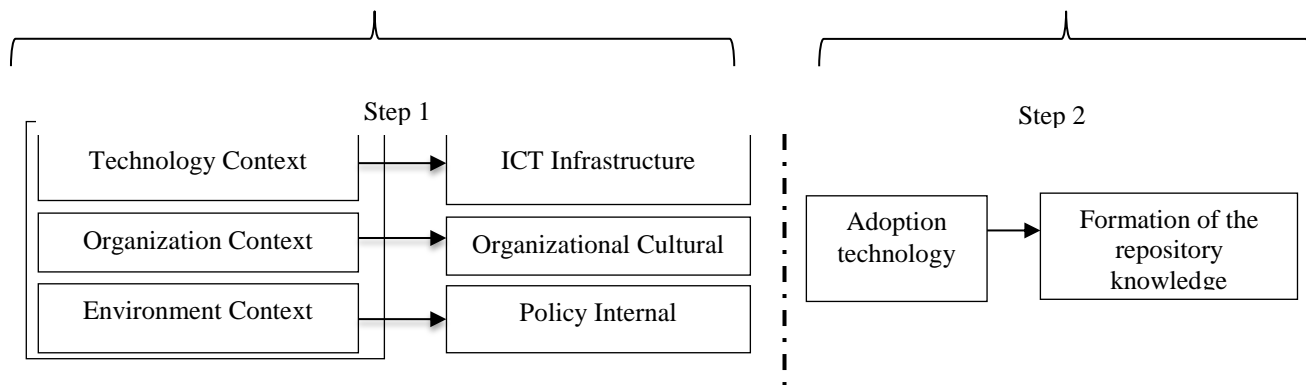 Step 1
Step 2
Technology Context
ICT Infrastructure
Organization Context
Organizational Cultural
Environment Context
Policy Internal
Adoption
technology
Formation of the
repository
knowledge